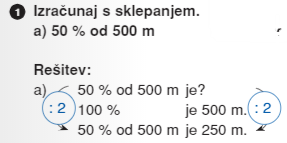 1 Izračunaj s sklepanjem.
a) 50 % od 500 m
Rešitev:
a) 50 % od 500 m je?
: 2 100 % je 500 m. : 2
50 % od 500 m je 250 m.